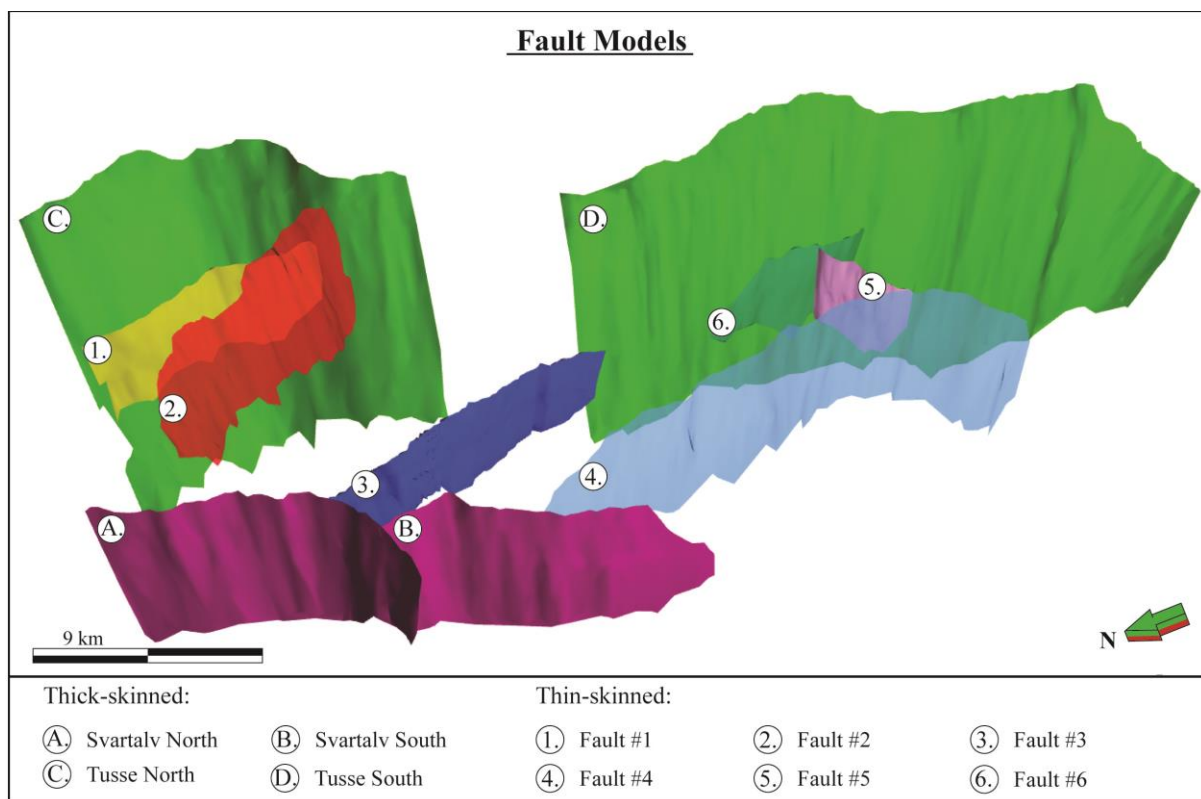 Fault Models
C.
D.
1.
5.
6.
2.
3.
4.
A.
B.
9 km
N
Thick-skinned:
Thin-skinned:
A. Svartalv North
B. Svartalv South
1. Fault #1
2. Fault #2
3. Fault #3
C. Tusse North
D. Tusse South
4. Fault #4
5. Fault #5
6. Fault #6